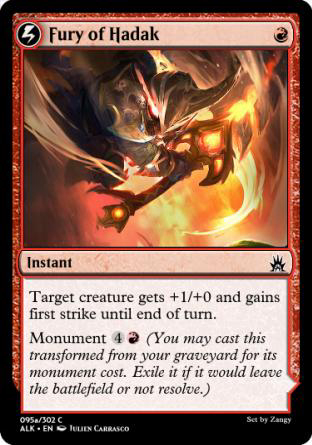 Fury of Hadak
Instant
Target creature gets +1/+0 and gains
first strike until end of turn.
Monument 4 (You may cast this
transformed from your graveyard for its
monument cost. Exile it if it would leave
the battlefield or not resolve.)
095a/302 C
ALK • EN JULIEN CARRASCO
Set by Zangy